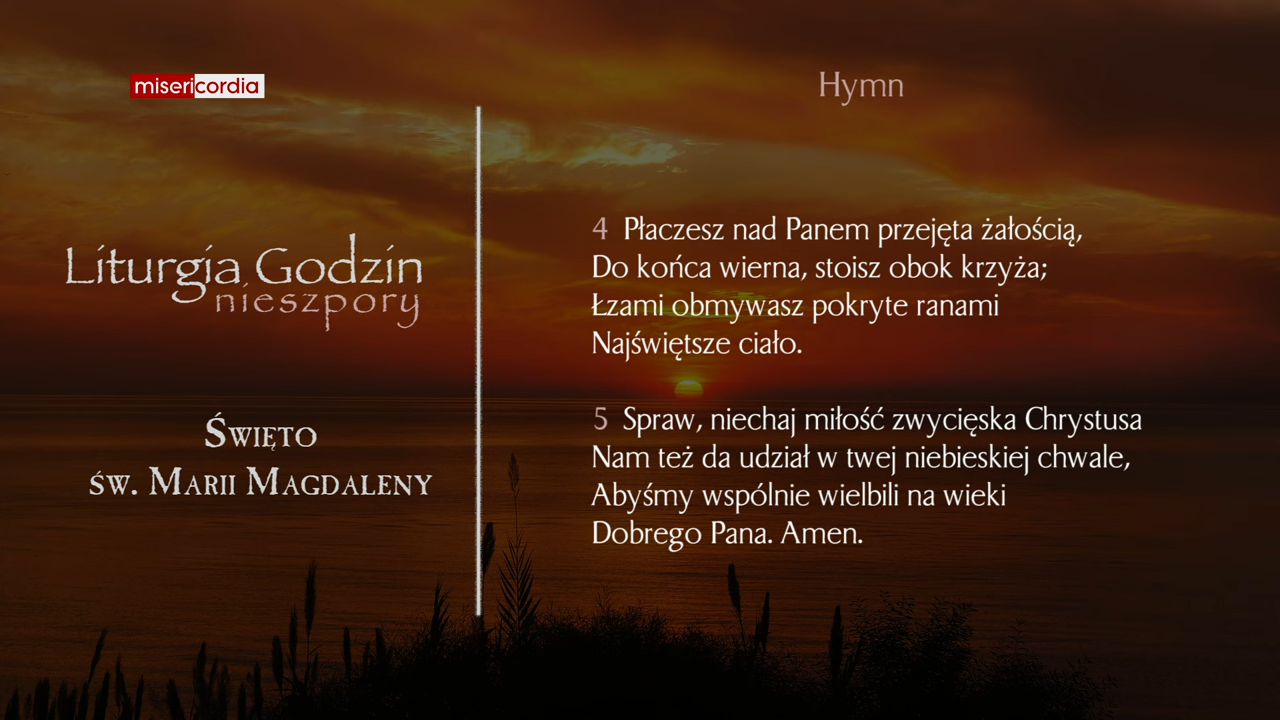 misericordia
Liturgia Godzin
nieszpory
Święto
św. Marii Magdaleny
Hymn
4 Płaczesz nad Panem przejęta żałością,
Do końca wierna, stoisz obok krzyża;
Łzami obmywasz pokryte ranami
Najświętsze ciało.
5 Spraw, niechaj miłość zwycięska Chrystusa
Nam też da udział w twej niebieskiej chwale,
Abyśmy wspólnie wielbili na wieki
Dobrego Pana. Amen.